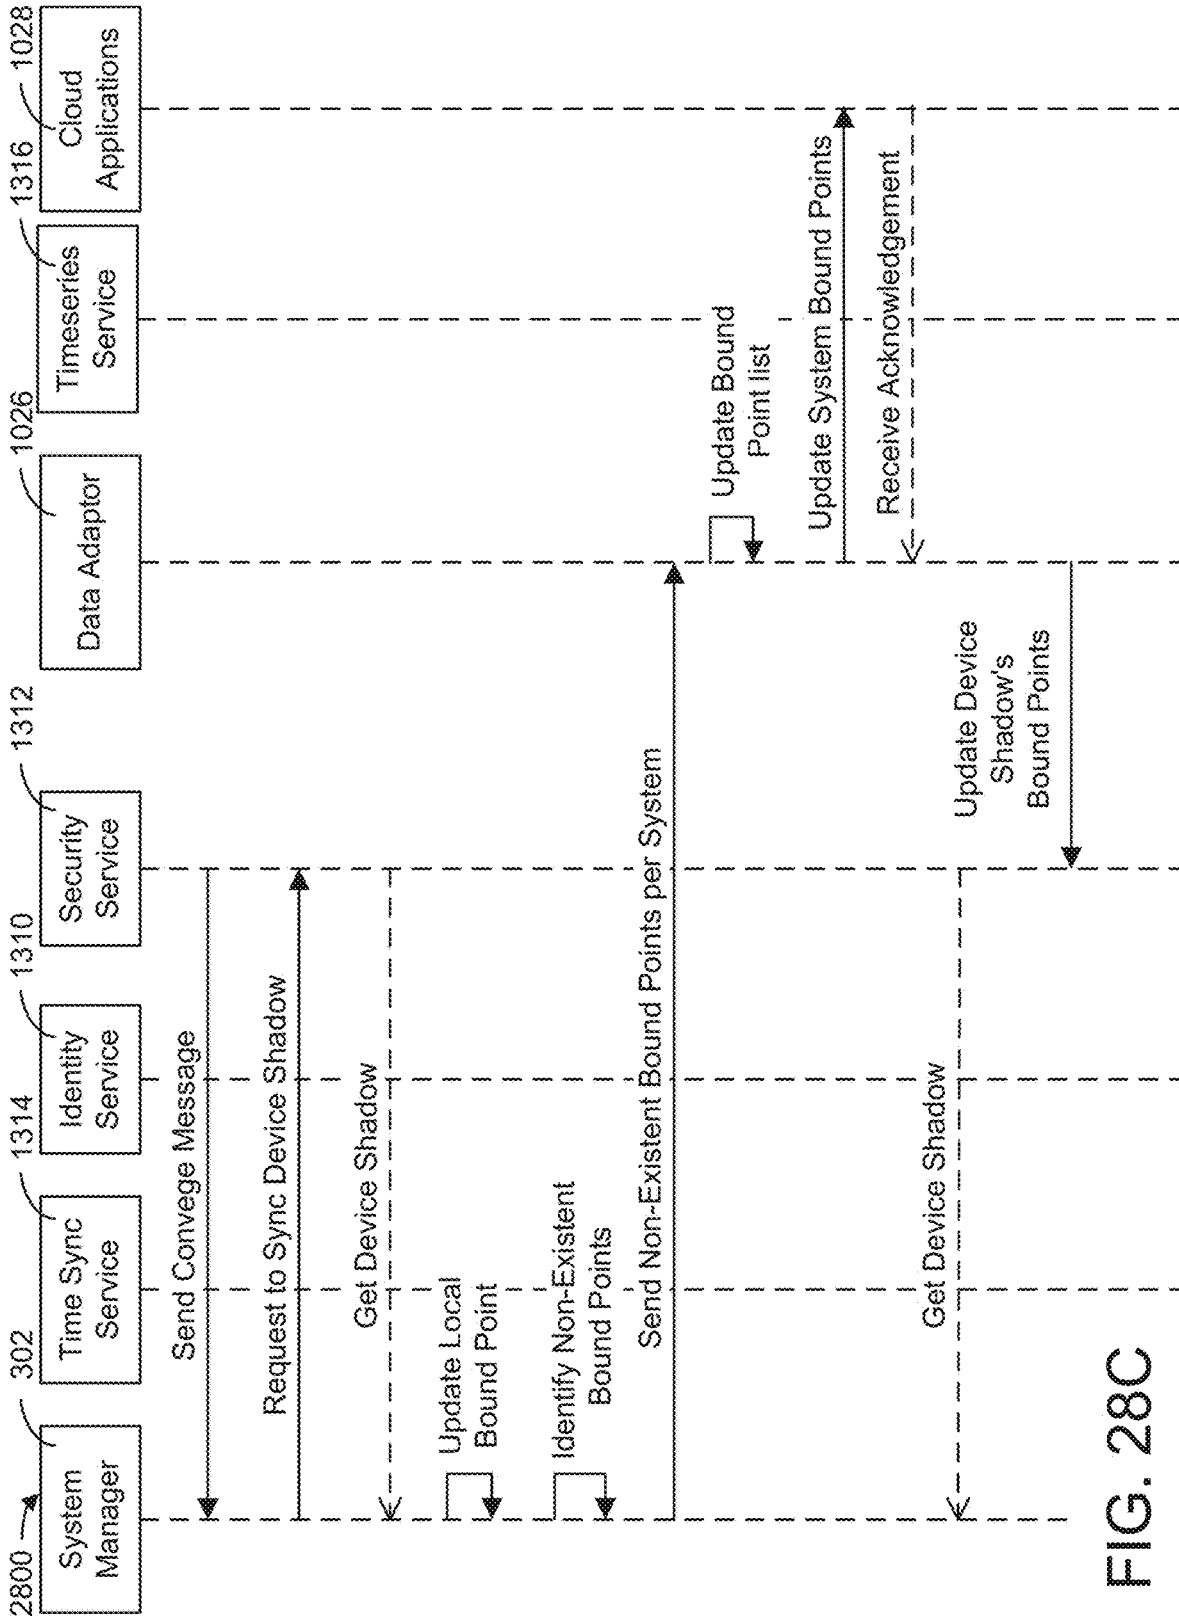 2800
302
1314
1310
1312
1026
1316
1028
System
Manager
Time Sync
Service
Identity
Service
Security
Service
Data Adaptor
Timeseries
Service
Cloud
Applications
Send Convege Message
Request to Sync Device Shadow
Get Device Shadow
Update Local
Bound Point
Identify Non-Existent
Bound Points
Send Non-Existent Bound Points per System
Update Bound
Point list
Update System Bound Points
Receive Acknowledgement
Get Device Shadow
Update Device
Shadow's
Bound Points
FIG. 28C